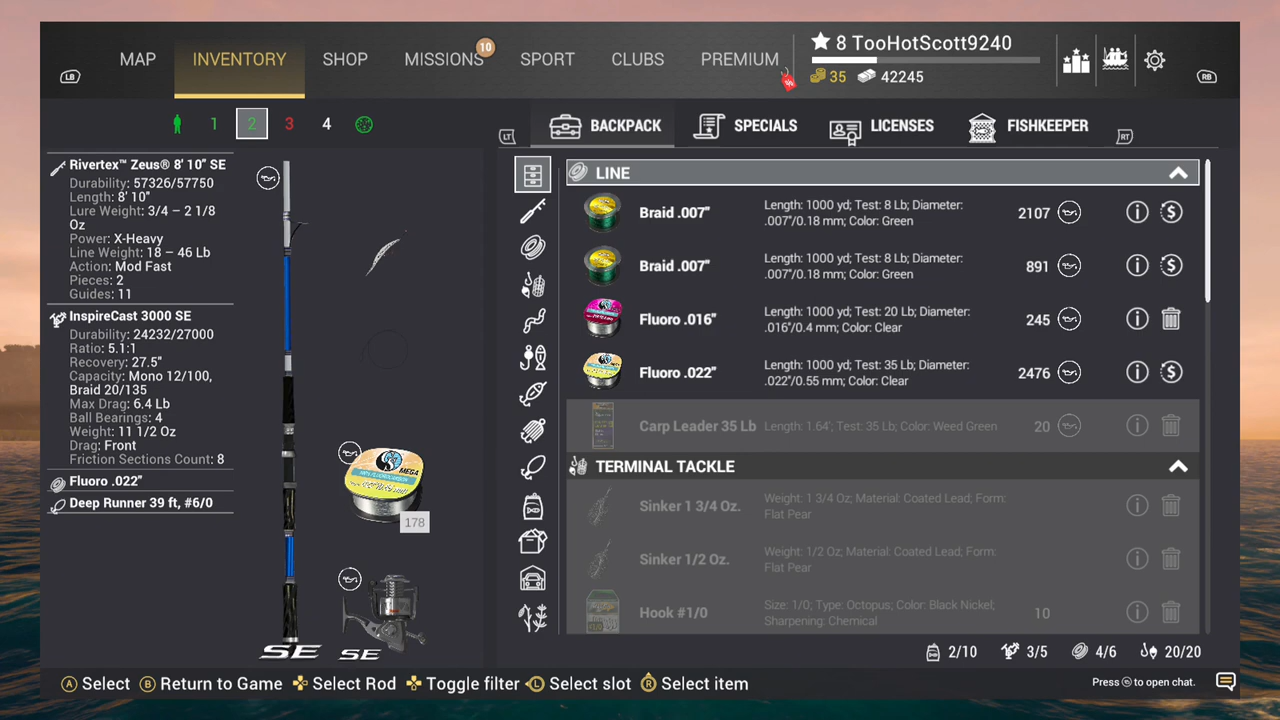 MAP
INVENTORY
SHOP
MISSIONS
10
SPORT
CLUBS
PREMIUM
8 TooHotScott9240
35
42245
LB
RB
1
2
3
4
LT
BACKPACK
SPECIALS
LICENSES
FISHKEEPER
RT
Rivertex™ Zeus® 8' 10" SE
Durability: 57326/57750
Length: 8' 10"
Lure Weight: 3/4 – 2 1/8
Oz
Power: X-Heavy
Line Weight: 18 – 46 Lb
Action: Mod Fast
Pieces: 2
Guides: 11
InspireCast 3000 SE
Durability: 24232/27000
Ratio: 5.1:1
Recovery: 27.5"
Capacity: Mono 12/100,
Braid 20/135
Max Drag: 6.4 Lb
Ball Bearings: 4
Weight: 11 1/2 Oz
Drag: Front
Friction Sections Count: 8
Fluoro .022"
Deep Runner 39 ft, #6/0
MEGA
178
SE
SE
LINE
Braid .007"
Length: 1000 yd; Test: 8 Lb; Diameter:
.007"/0.18 mm; Color: Green
2107
Braid .007"
Length: 1000 yd; Test: 8 Lb; Diameter:
.007"/0.18 mm; Color: Green
891
Fluoro .016"
Length: 1000 yd; Test: 20 Lb; Diameter:
.016"/0.4 mm; Color: Clear
245
Fluoro .022"
Length: 1000 yd; Test: 35 Lb; Diameter:
.022"/0.55 mm; Color: Clear
2476
Carp Leader 35 Lb
Length: 1.64'; Test: 35 Lb; Color: Weed Green
20
TERMINAL TACKLE
Sinker 1 3/4 Oz.
Weight: 1 3/4 Oz; Material: Coated Lead; Form:
Flat Pear
Sinker 1/2 Oz.
Weight: 1/2 Oz; Material: Coated Lead; Form:
Flat Pear
Hook #1/0
Size: 1/0; Type: Octopus; Color: Black Nickel;
Sharpening: Chemical
10
2/10
3/5
4/6
20/20
A Select
B Return to Game
Select Rod
Toggle filter
L Select slot
R Select item
Press to open chat.